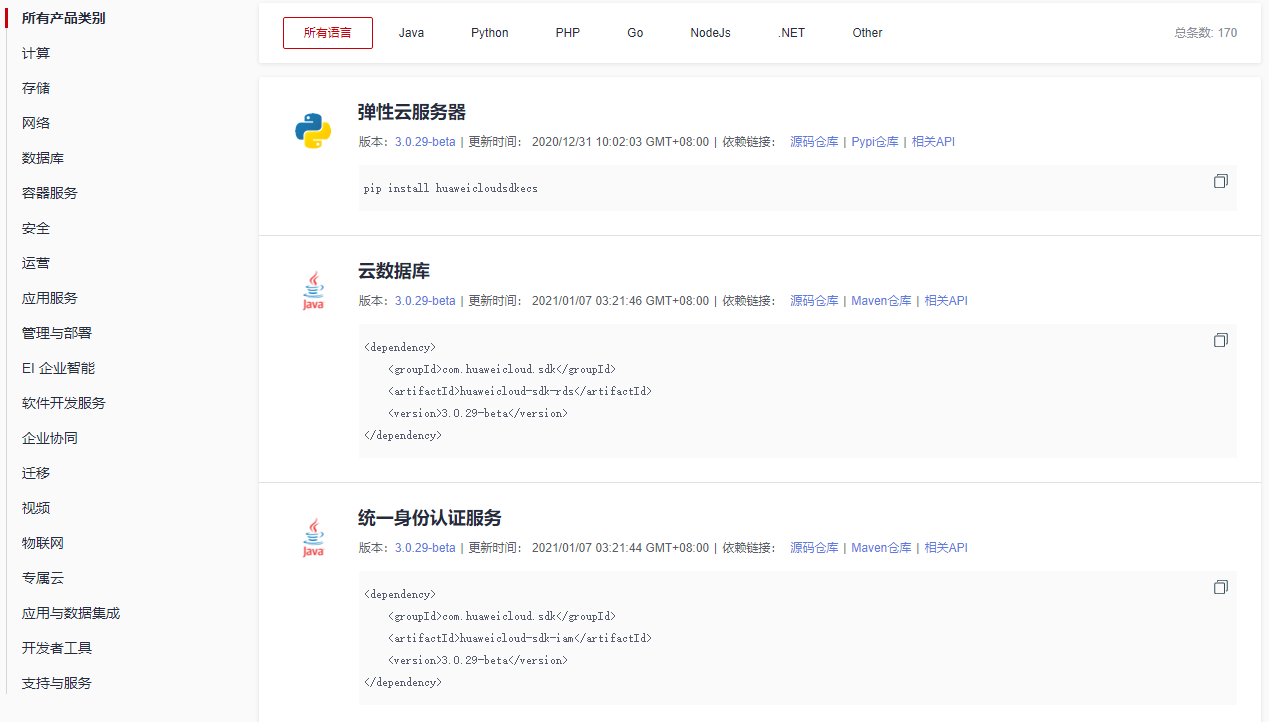 所有产品类别
计算
存储
网络
数据库
容器服务
安全
运营
应用服务
管理与部署
EI 企业智能
软件开发服务
企业协同
迁移
视频
物联网
专属云
应用与数据集成
开发者工具
支持与服务
所有语言 Java Python PHP Go NodeJs .NET Other 总条数: 170
弹性云服务器
版本: 3.0.29-beta | 更新时间: 2020/12/31 10:02:03 GMT+08:00 | 依赖链接: 源码仓库 | Pypi仓库 | 相关API
pip install huaweicloudsdkecs
云数据库
Java
版本: 3.0.29-beta | 更新时间: 2021/01/07 03:21:46 GMT+08:00 | 依赖链接: 源码仓库 | Maven仓库 | 相关API
<dependency>
    <groupId>com.huaweicloud.sdk</groupId>
    <artifactId>huaweicloud-sdk-rds</artifactId>
    <version>3.0.29-beta</version>
</dependency>
统一身份认证服务
Java
版本: 3.0.29-beta | 更新时间: 2021/01/07 03:21:44 GMT+08:00 | 依赖链接: 源码仓库 | Maven仓库 | 相关API
<dependency>
    <groupId>com.huaweicloud.sdk</groupId>
    <artifactId>huaweicloud-sdk-iam</artifactId>
    <version>3.0.29-beta</version>
</dependency>